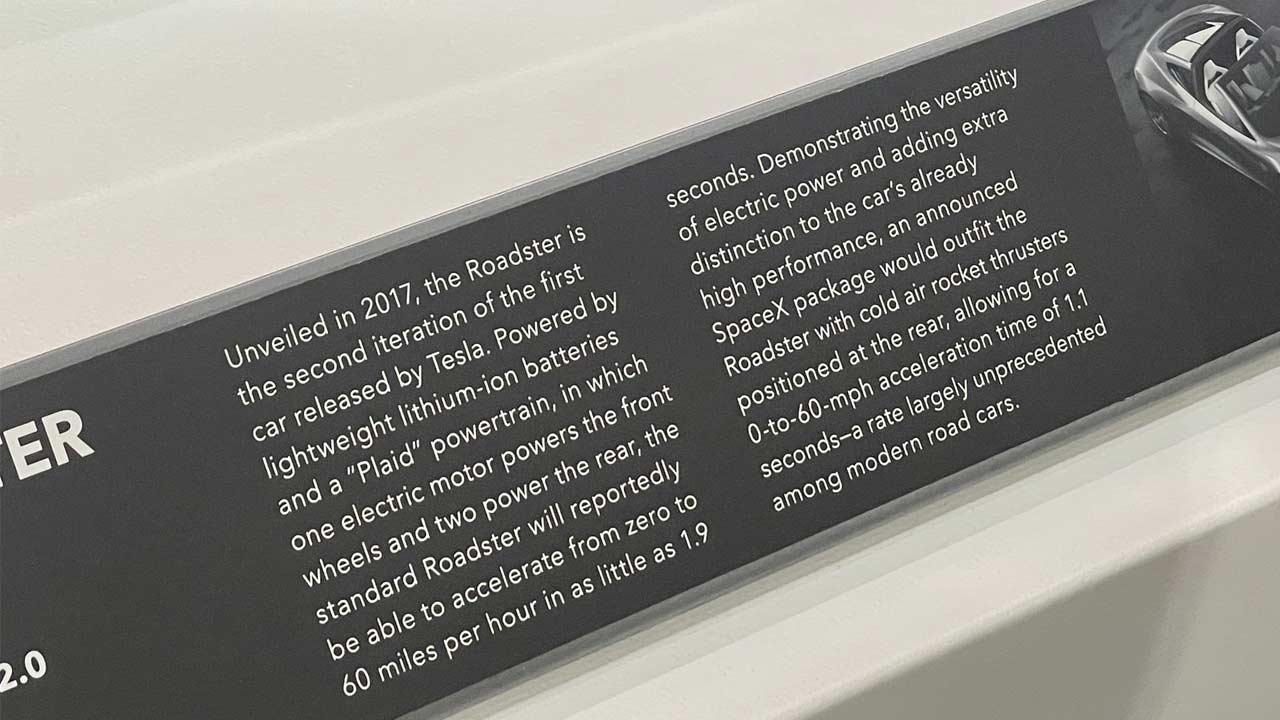 TER
2.0
Unveiled in 2017, the Roadster is
the second iteration of the first
car released by Tesla. Powered by
lightweight lithium-ion batteries
and a “Plaid” powertrain, in which
one electric motor powers the front
wheels and two power the rear, the
standard Roadster will reportedly
be able to accelerate from zero to
60 miles per hour in as little as 1.9
seconds. Demonstrating the versatility
of electric power and adding extra
distinction to the car’s already
high performance, an announced
SpaceX package would outfit the
Roadster with cold air rocket thrusters
positioned at the rear, allowing for a
0-to-60-mph acceleration time of 1.1
seconds—a rate largely unprecedented
among modern road cars.